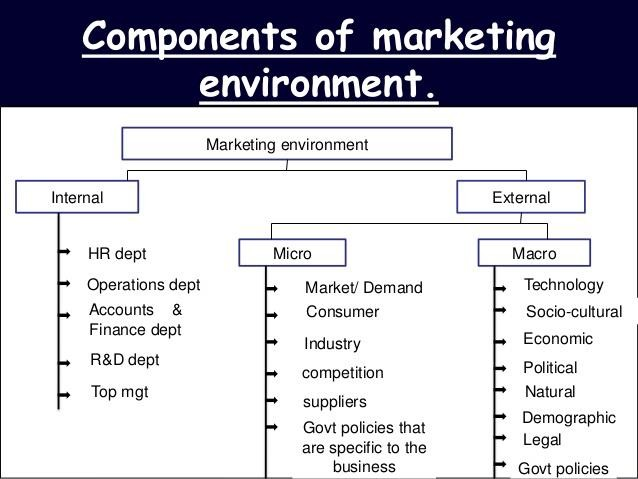 Components of marketing
environment.
Marketing environment
Internal
External
HR dept
Operations dept
Accounts &
Finance dept
R&D dept
Top mgt
Micro
Market/ Demand
Consumer
Industry
competition
suppliers
Govt policies that
are specific to the
business
Macro
Technology
Socio-cultural
Economic
Political
Natural
Demographic
Legal
Govt policies